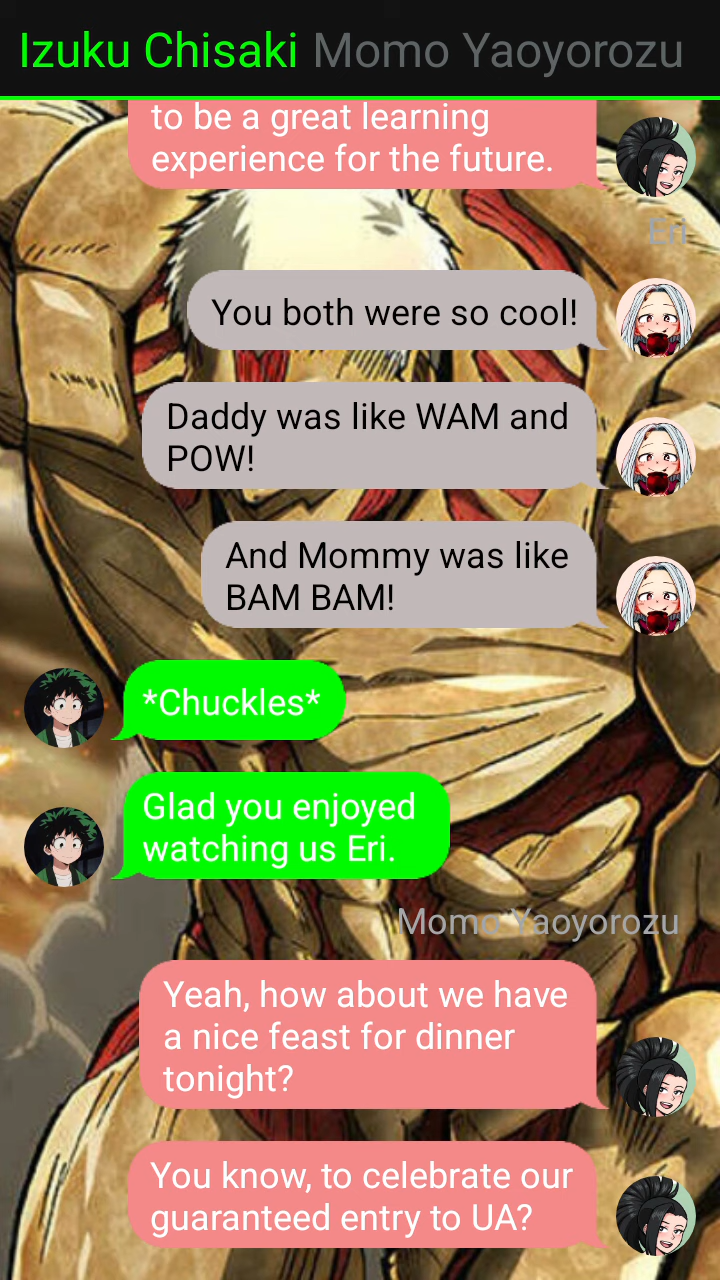 Izuku Chisaki Momo Yaoyorozu
to be a great learning
experience for the future.
Eri
You both were so cool!
Daddy was like WAM and
POW!
And Mommy was like
BAM BAM!
*Chuckles*
Glad you enjoyed
watching us Eri.
Momo Yaoyorozu
Yeah, how about we have
a nice feast for dinner
tonight?
You know, to celebrate our
guaranteed entry to UA?